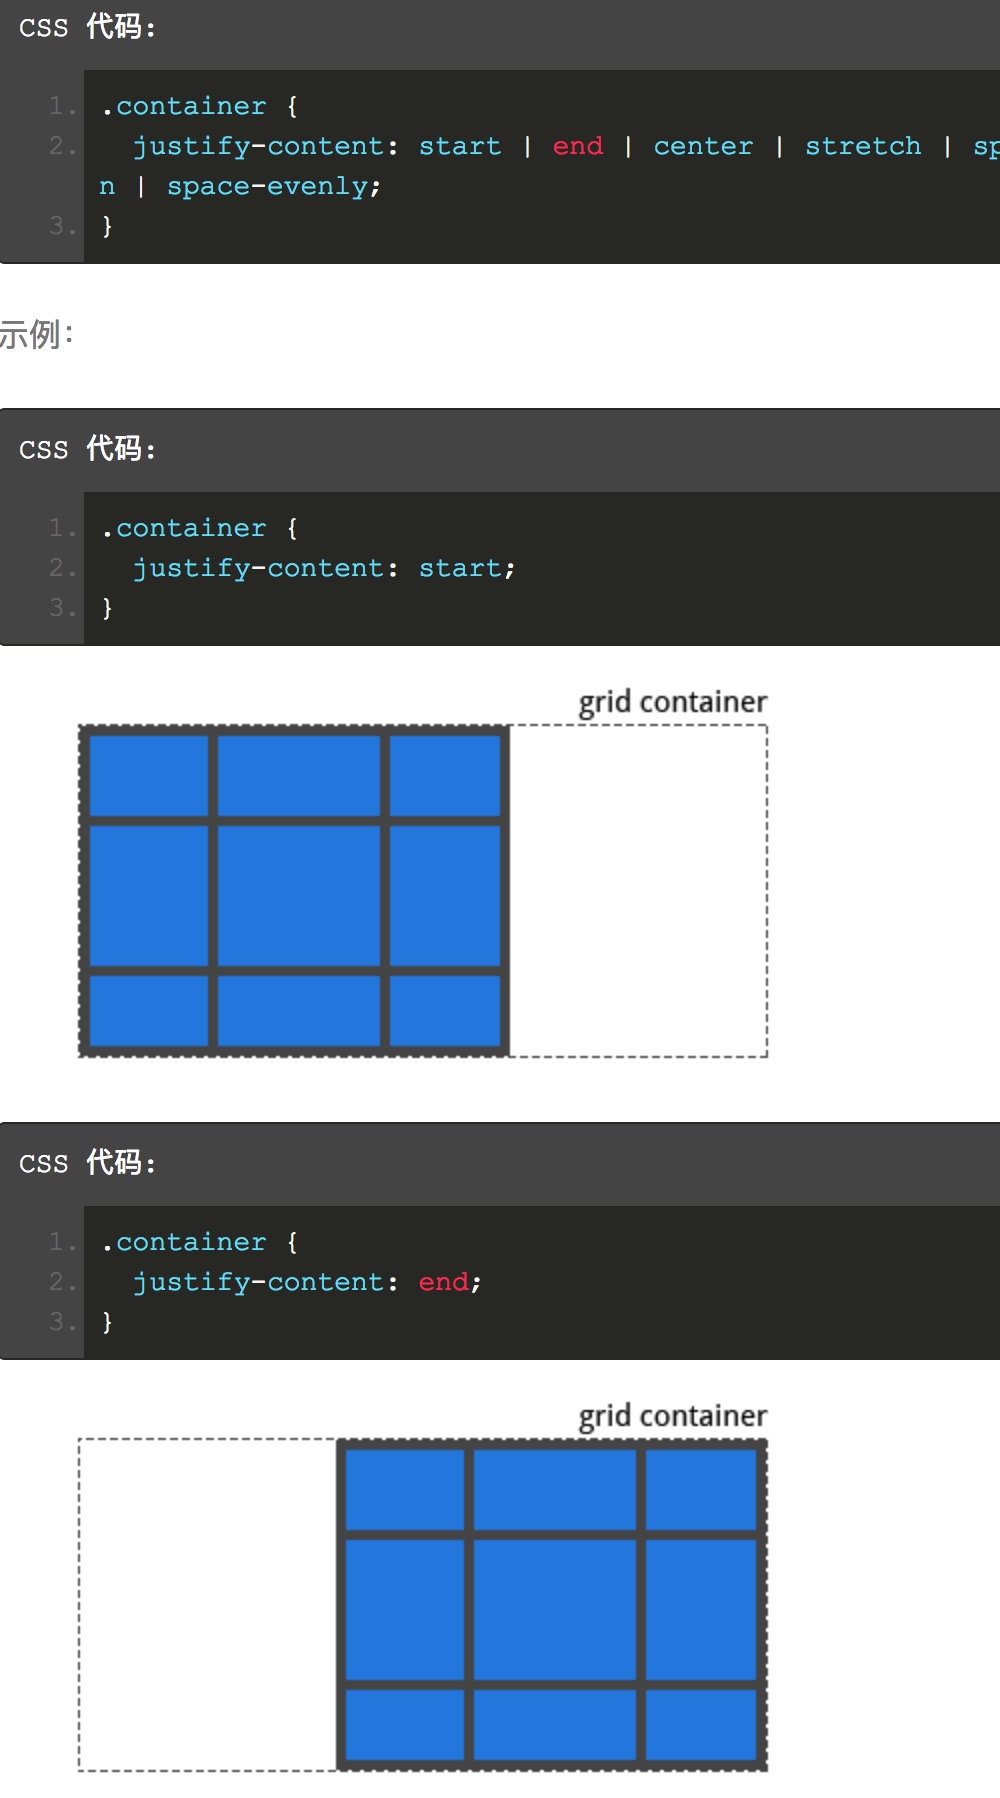 CSS 代码:
1. .container {
2.   justify-content: start | end | center | stretch | sp
n | space-evenly;
3. }
示例:
CSS 代码:
1. .container {
2.   justify-content: start;
3. }
grid container
CSS 代码:
1. .container {
2.   justify-content: end;
3. }
grid container